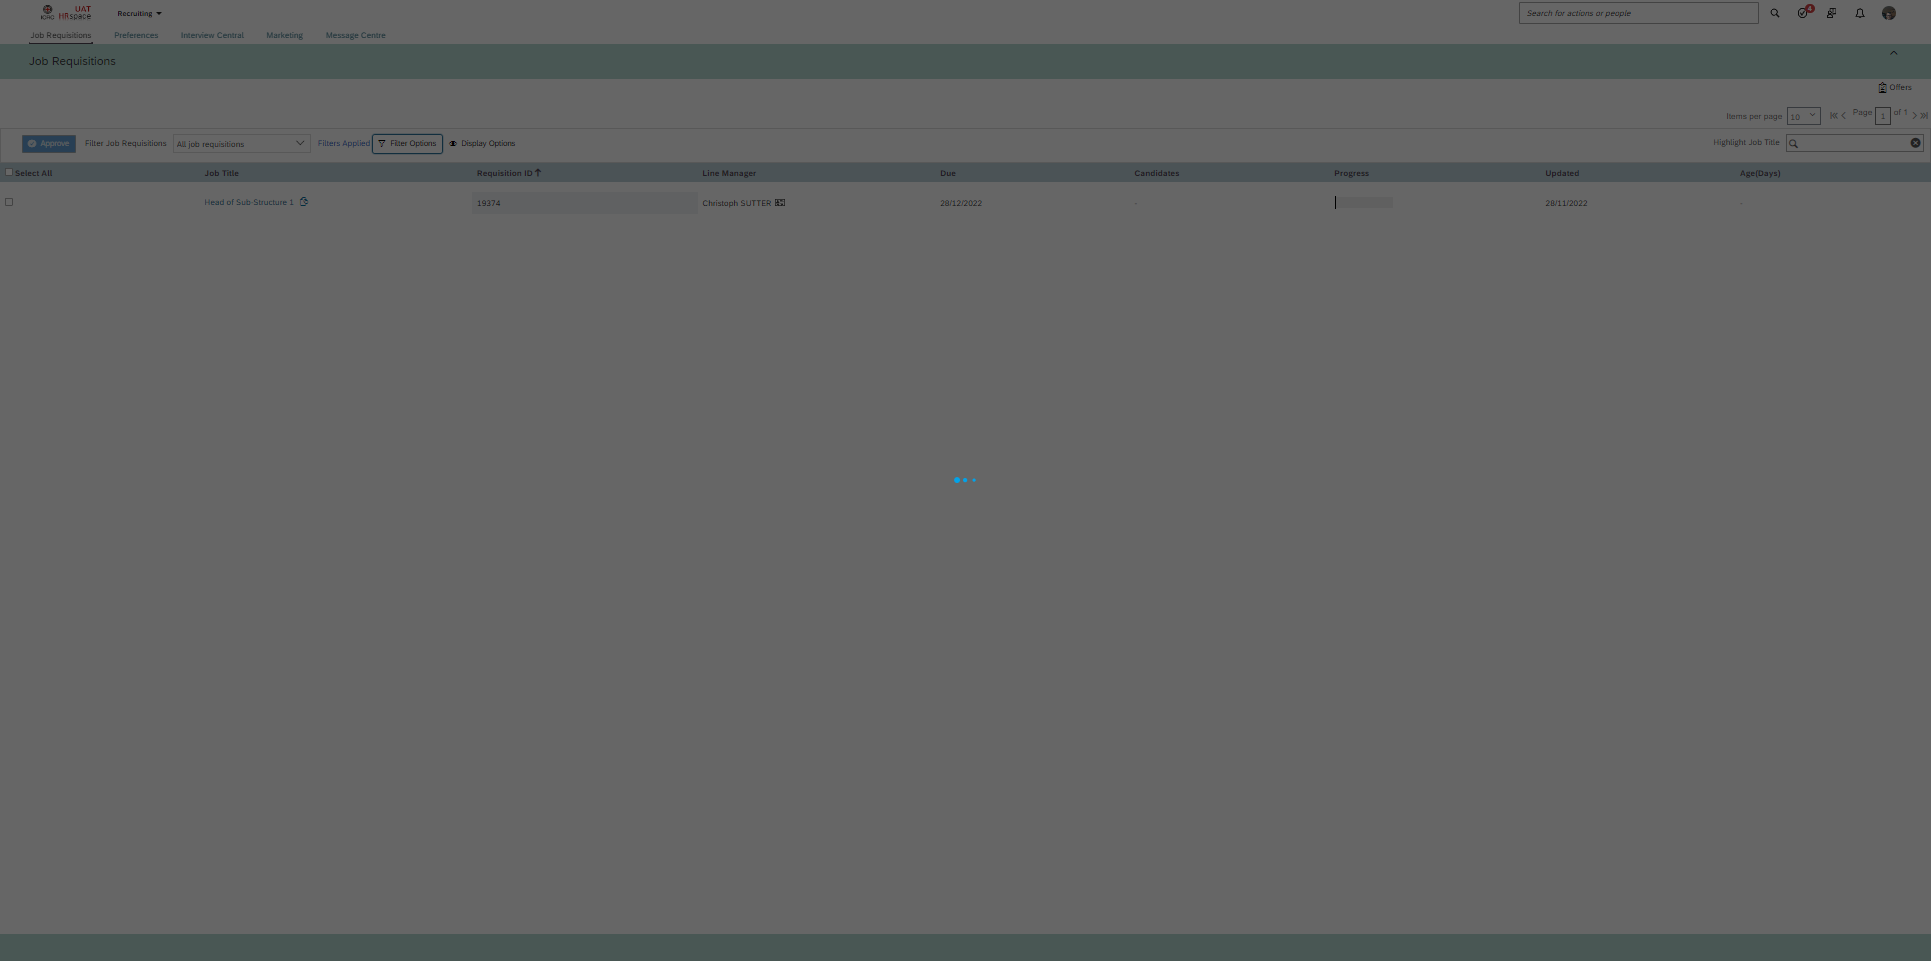 UAT
ICRC HRspace
Recruiting
Search for actions or people
4
Job Requisitions
Preferences
Interview Central
Marketing
Message Centre
Job Requisitions
Offers
Items per page 10 Page 1 of 1
Approve
Filter Job Requisitions
All job requisitions
Filters Applied
Filter Options
Display Options
Highlight Job Title
Select All
Job Title
Requisition ID
Line Manager
Due
Candidates
Progress
Updated
Age(Days)
Head of Sub-Structure 1
19374
Christoph SUTTER
28/12/2022
-
28/11/2022
-